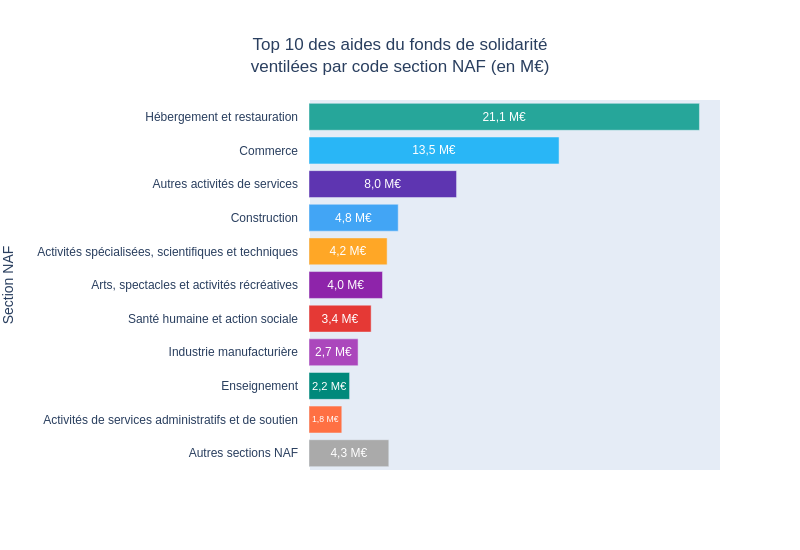 Top 10 des aides du fonds de solidarité
ventilées par code section NAF (en M€)
Section NAF
Hébergement et restauration 21,1 M€
Commerce 13,5 M€
Autres activités de services 8,0 M€
Construction 4,8 M€
Activités spécialisées, scientifiques et techniques 4,2 M€
Arts, spectacles et activités récréatives 4,0 M€
Santé humaine et action sociale 3,4 M€
Industrie manufacturière 2,7 M€
Enseignement 2,2 M€
Activités de services administratifs et de soutien 1,8 M€
Autres sections NAF 4,3 M€